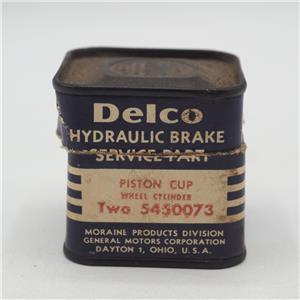 Delco
HYDRAULIC BRAKE
SERVICE PART
PISTON CUP
WHEEL CYLINDER
Two 5450073
MORAINE PRODUCTS DIVISION
GENERAL MOTORS CORPORATION
DAYTON 1, OHIO, U.S.A.